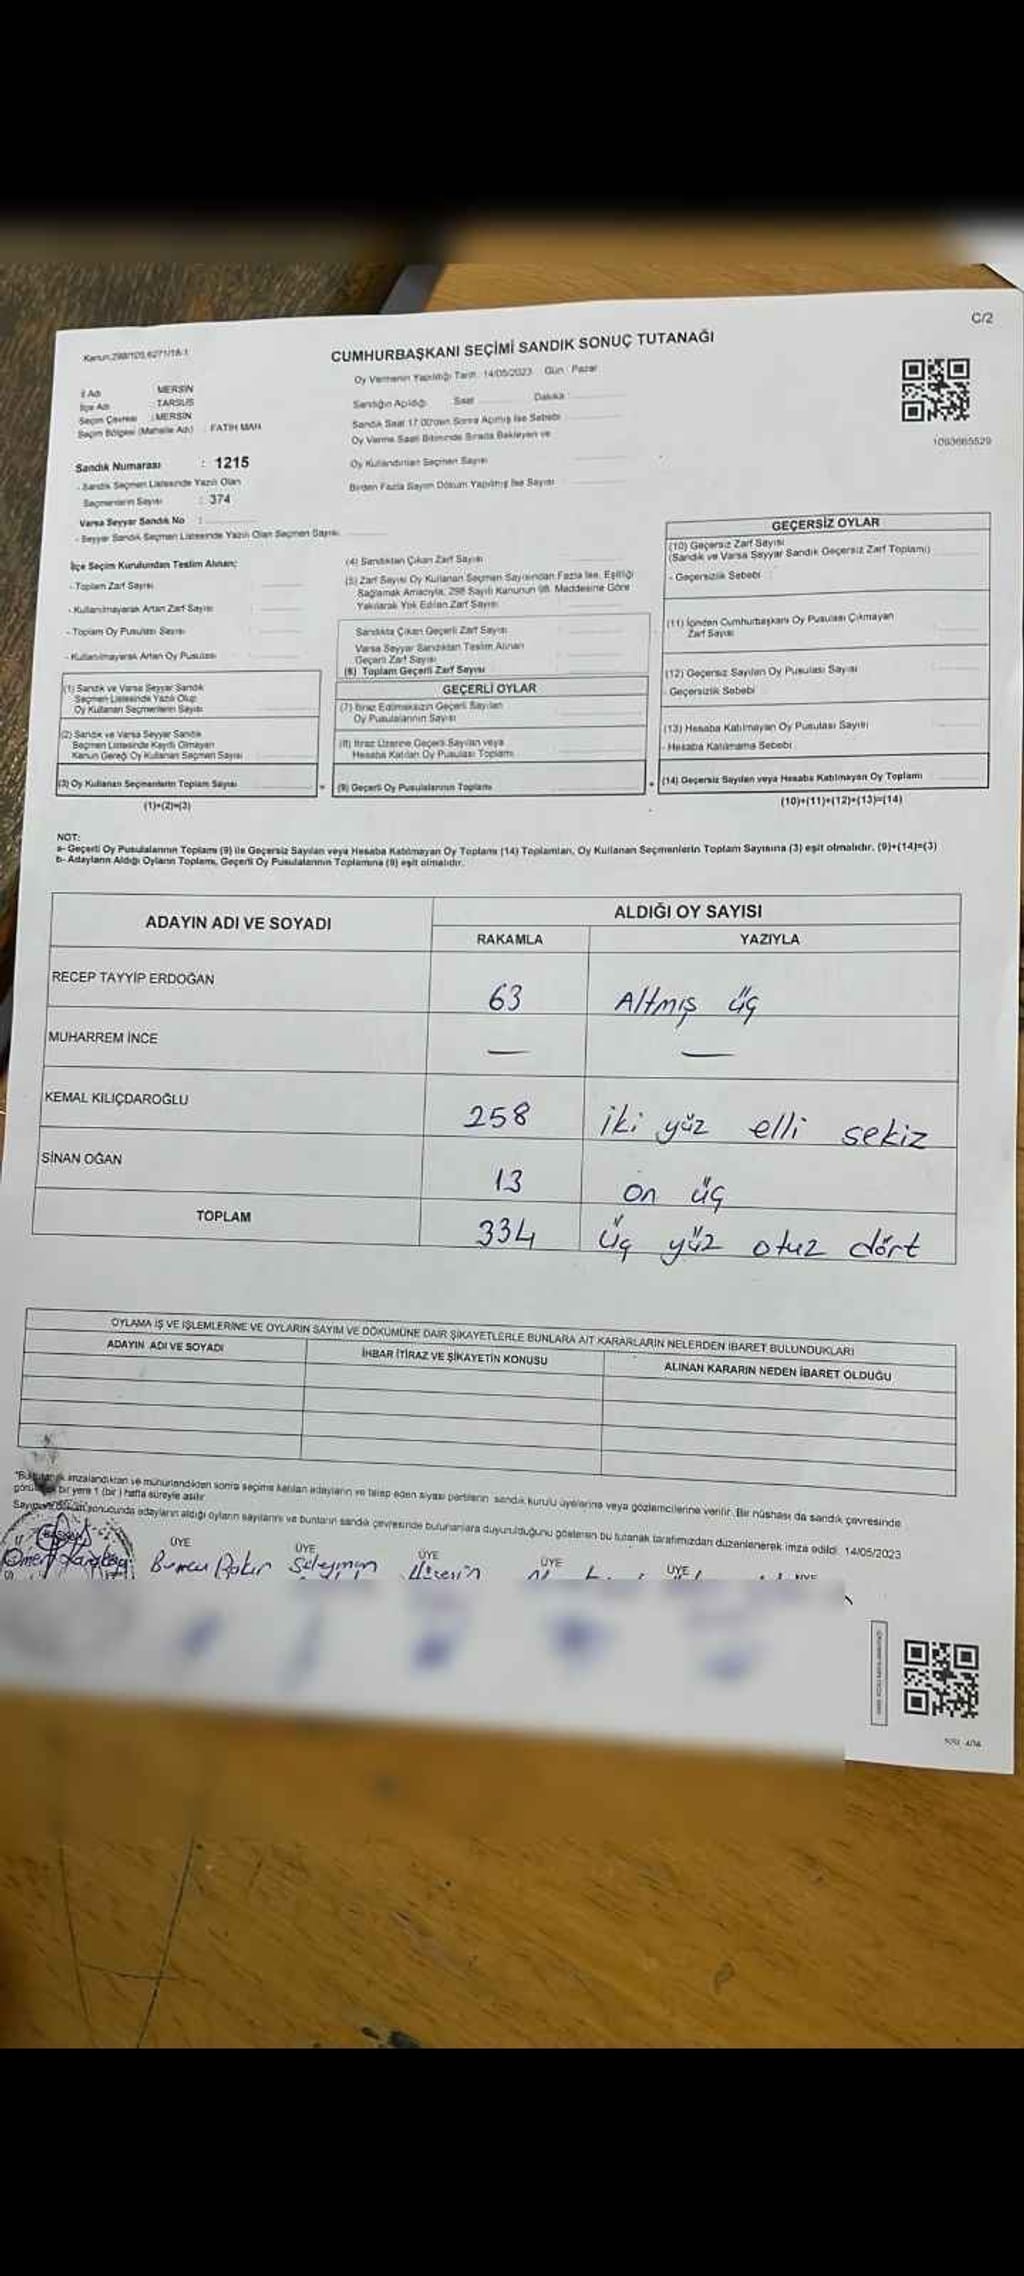 C/2
Kanun:298/105,6271/18-1
CUMHURBAŞKANI SEÇİMİ SANDIK SONUÇ TUTANAĞI
Oy Vermenin Yapıldığı Tarih : 14/05/2023 Gün : Pazar
İl Adı MERSİN
İlçe Adı TARSUS
Seçim Çevresi : MERSİN
Seçim Bölgesi (Mahalle Adı) : FATİH MAH
Sandığın Açıldığı Saat Dakika
Sandık Saat 17.00'den Sonra Açılmış İse Sebebi
Oy Verme Saati Bitiminde Sırada Bekleyen ve
Oy Kullandırılan Seçmen Sayısı
Birden Fazla Sayım Döküm Yapılmış İse Sayısı
1093665529
Sandık Numarası : 1215
- Sandık Seçmen Listesinde Yazılı Olan
Seçmenlerin Sayısı : 374
Varsa Seyyar Sandık No :
- Seyyar Sandık Seçmen Listesinde Yazılı Olan Seçmen Sayısı
İlçe Seçim Kurulundan Teslim Alınan;
- Toplam Zarf Sayısı
- Kullanılmayarak Artan Zarf Sayısı
- Toplam Oy Pusulası Sayısı
- Kullanılmayarak Artan Oy Pusulası
(1) Sandık ve Varsa Seyyar Sandık
Seçmen Listesinde Yazılı Olup
Oy Kullanan Seçmenlerin Sayısı
(2) Sandık ve Varsa Seyyar Sandık
Seçmen Listesinde Kayıtlı Olmayan
Kanun Gereği Oy Kullanan Seçmen Sayısı
(3) Oy Kullanan Seçmenlerin Toplam Sayısı
(1)+(2)=(3)
(4) Sandıktan Çıkan Zarf Sayısı
(5) Zarf Sayısı Oy Kullanan Seçmen Sayısından Fazla İse, Eşitliği
Sağlamak Amacıyla, 298 Sayılı Kanunun 98. Maddesine Göre
Yakılarak Yok Edilen Zarf Sayısı
Sandıkta Çıkan Geçerli Zarf Sayısı
Varsa Seyyar Sandıktan Teslim Alınan
Geçerli Zarf Sayısı
(6) Toplam Geçerli Zarf Sayısı
GEÇERLİ OYLAR
(7) İtiraz Edilmeksizin Geçerli Sayılan
Oy Pusulalarının Sayısı
(8) İtiraz Üzerine Geçerli Sayılan veya
Hesaba Katılan Oy Pusulası Toplamı
= (9) Geçerli Oy Pusulalarının Toplamı
GEÇERSİZ OYLAR
(10) Geçersiz Zarf Sayısı
(Sandık ve Varsa Seyyar Sandık Geçersiz Zarf Toplamı)
- Geçersizlik Sebebi :
(11) İçinden Cumhurbaşkanı Oy Pusulası Çıkmayan
Zarf Sayısı
(12) Geçersiz Sayılan Oy Pusulası Sayısı
- Geçersizlik Sebebi
(13) Hesaba Katılmayan Oy Pusulası Sayısı
- Hesaba Katılmama Sebebi
+ (14) Geçersiz Sayılan veya Hesaba Katılmayan Oy Toplamı
(10)+(11)+(12)+(13)=(14)
NOT:
a- Geçerli Oy Pusulalarının Toplamı (9) ile Geçersiz Sayılan veya Hesaba Katılmayan Oy Toplamı (14) Toplamları, Oy Kullanan Seçmenlerin Toplam Sayısına (3) eşit olmalıdır. (9)+(14)=(3)
b- Adayların Aldığı Oyların Toplamı, Geçerli Oy Pusulalarının Toplamına (9) eşit olmalıdır.
ADAYIN ADI VE SOYADI
ALDIĞI OY SAYISI
RAKAMLA YAZIYLA
RECEP TAYYİP ERDOĞAN 63 Altmış üç
MUHARREM İNCE — —
KEMAL KILIÇDAROĞLU 258 iki yüz elli sekiz
SİNAN OĞAN 13 on üç
TOPLAM 334 üç yüz otuz dört
OYLAMA İŞ VE İŞLEMLERİNE VE OYLARIN SAYIM VE DÖKÜMÜNE DAİR ŞİKAYETLERLE BUNLARA AİT KARARLARIN NELERDEN İBARET BULUNDUKLARI
ADAYIN ADI VE SOYADI İHBAR İTİRAZ VE ŞİKAYETİN KONUSU ALINAN KARARIN NEDEN İBARET OLDUĞU
imzalandıktan ve mühürlendikten sonra seçime katılan adayların ve talep eden siyasi partilerin sandık kurulu üyelerine veya gözlemcilerine verilir. Bir nüshası da sandık çevresinde
bir yere 1 (bir) hafta süreyle asılır
sonucunda adayların aldığı oyların sayılarını ve bunların sandık çevresinde bulunanlara duyurulduğunu gösteren bu tutanak tarafımızdan düzenlenerek imza edildi. 14/05/2023
ÜYE ÜYE ÜYE ÜYE ÜYE ÜYE
Ömer Burcu Süleyman Hüseyin